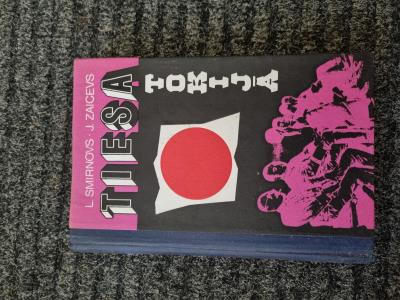 L. SMIRNOVS · J. ZAICEVS
TIESA
TOKIJĀ